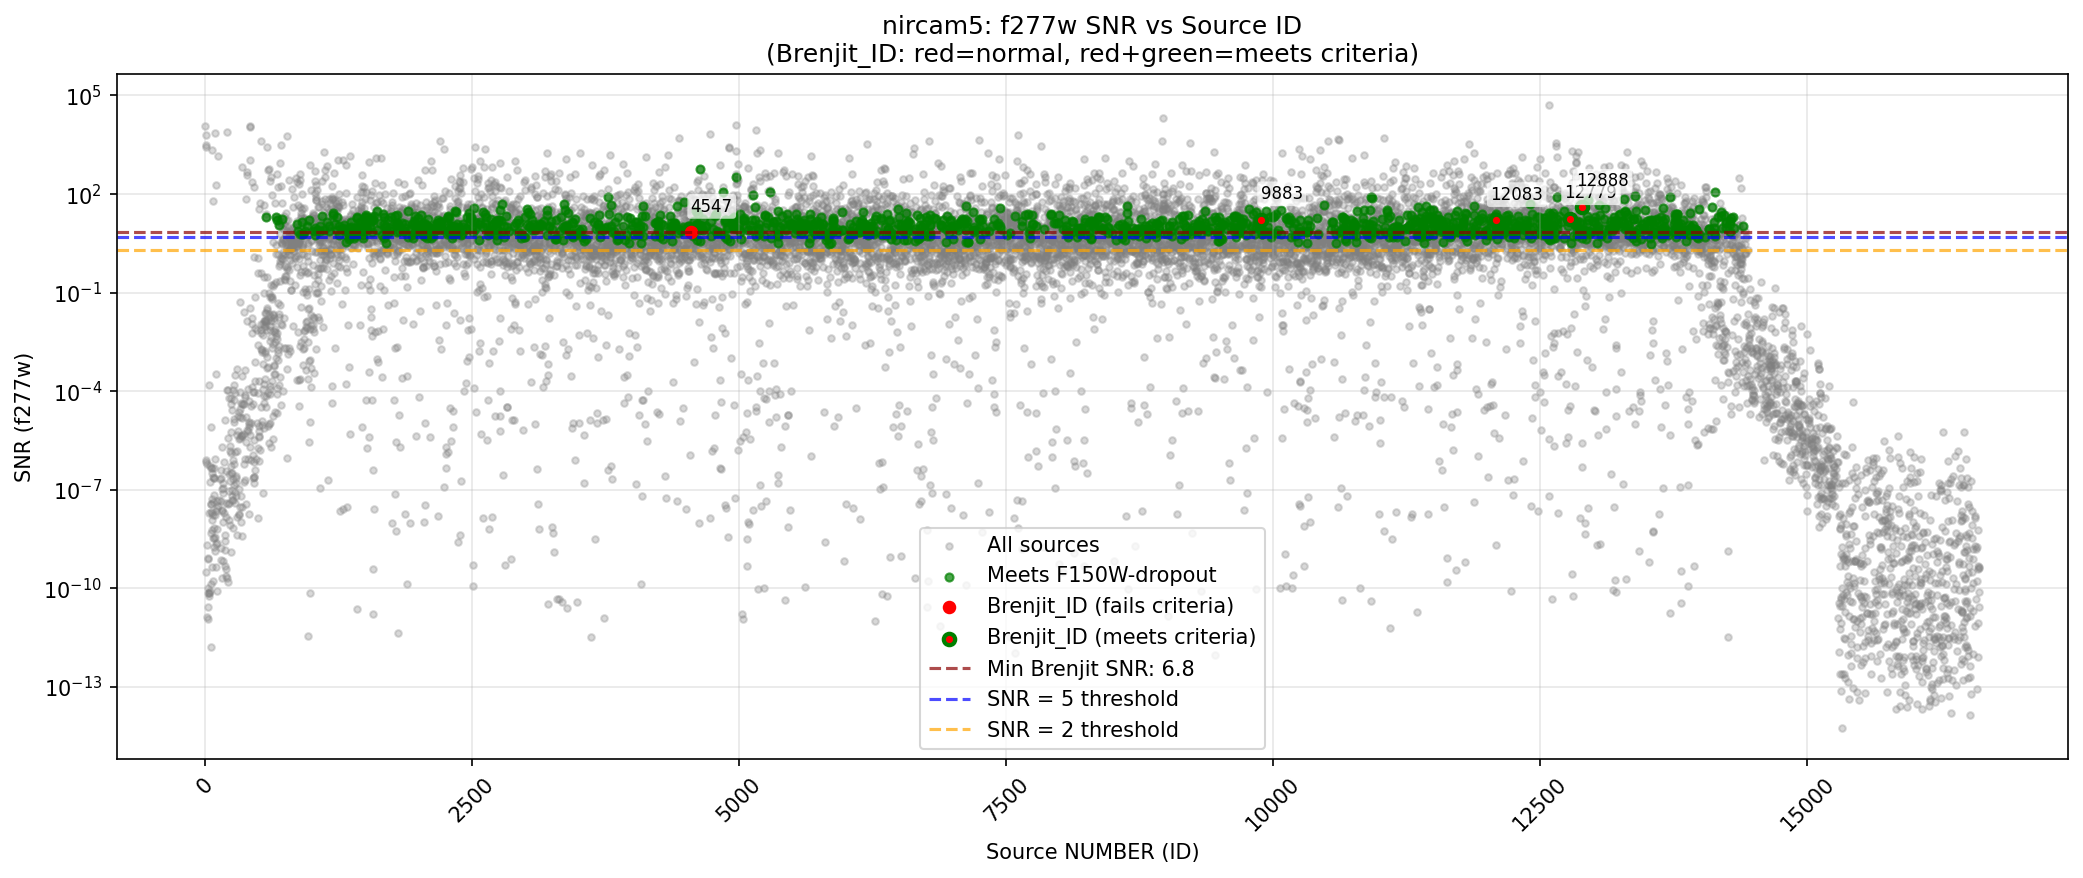 nircam5: f277w SNR vs Source ID
(Brenjit_ID: red=normal, red+green=meets criteria)
SNR (f277w)
10^5
10^2
10^-1
10^-4
10^-7
10^-10
10^-13
4547
9883
12083
12779
12888
All sources
Meets F150W-dropout
Brenjit_ID (fails criteria)
Brenjit_ID (meets criteria)
Min Brenjit SNR: 6.8
SNR = 5 threshold
SNR = 2 threshold
0
2500
5000
7500
10000
12500
15000
Source NUMBER (ID)